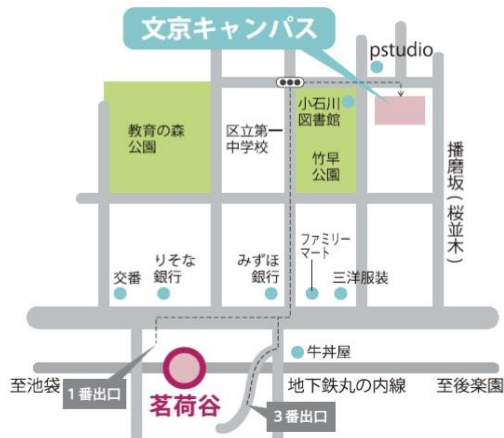 文京キャンパス
pstudio
小石川
図書館
教育の森
公園
区立第一
中学校
竹早
公園
播磨坂(桜並木)
ファミリー
マート
りそな
銀行
みずほ
銀行
交番
三洋服装
牛丼屋
至池袋
1番出口
茗荷谷
3番出口
地下鉄丸の内線
至後楽園